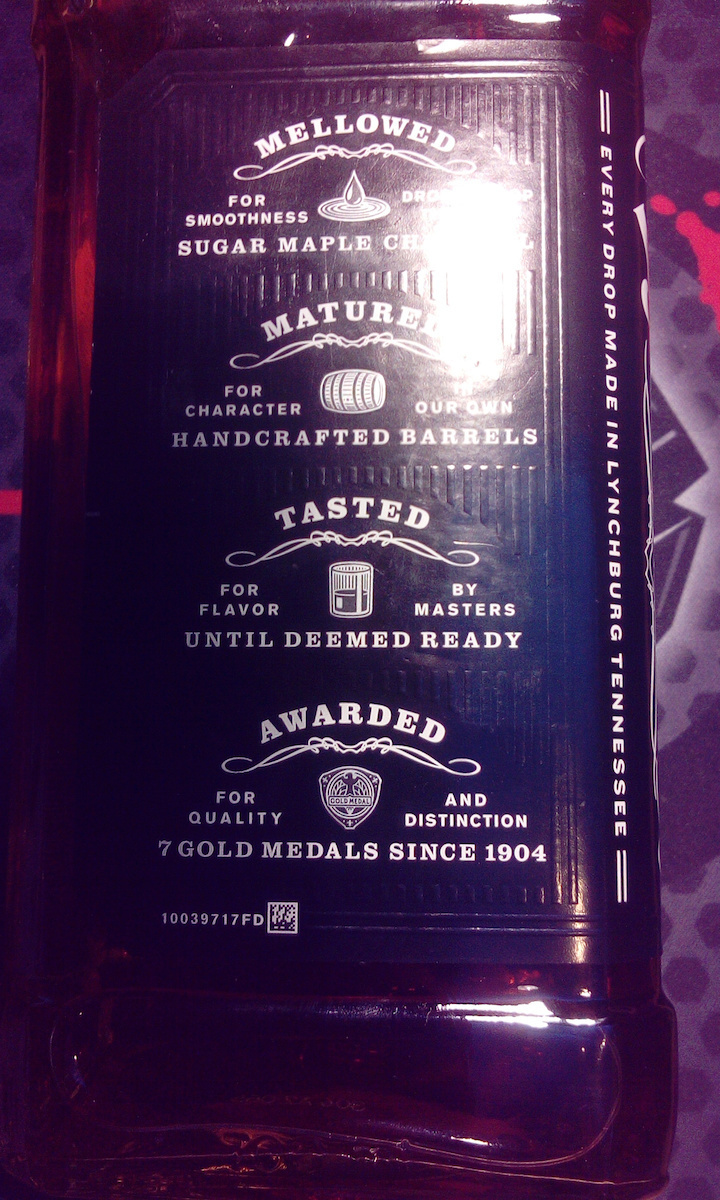 MELLOWED
FOR
SMOOTHNESS
SUGAR MAPLE
MATURED
FOR
CHARACTER
OUR OWN
HANDCRAFTED BARRELS
TASTED
FOR
FLAVOR
BY
MASTERS
UNTIL DEEMED READY
AWARDED
FOR
QUALITY
GOLD MEDAL
AND
DISTINCTION
7 GOLD MEDALS SINCE 1904
10039717FD
EVERY DROP MADE IN LYNCHBURG TENNESSEE